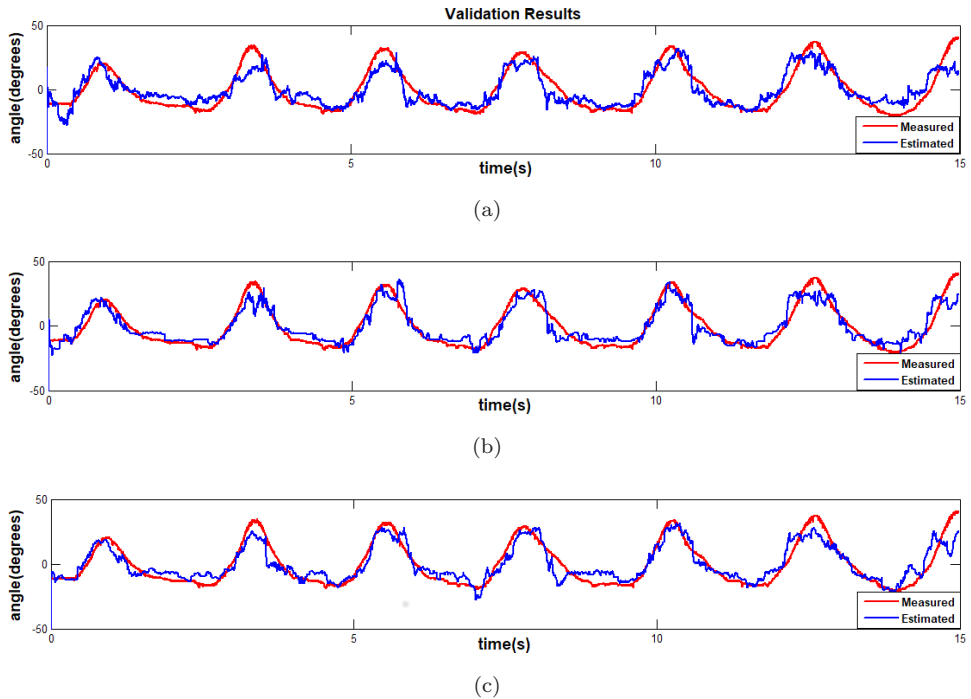 Validation Results
50
0
-50
angle(degrees)
0
5
10
15
time(s)
Measured
Estimated
(a)
50
0
-50
angle(degrees)
0
5
10
15
time(s)
Measured
Estimated
(b)
50
0
-50
angle(degrees)
0
5
10
15
time(s)
Measured
Estimated
(c)